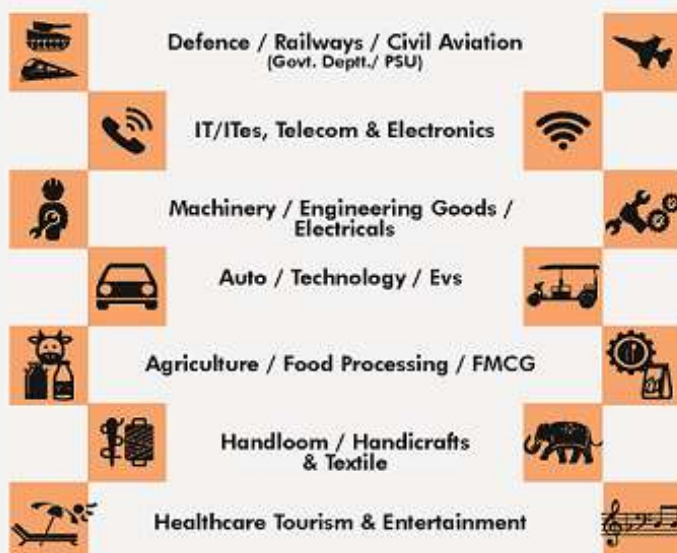 Defence / Railways / Civil Aviation
(Govt. Deptt./ PSU)
IT/ITes, Telecom & Electronics
Machinery / Engineering Goods /
Electricals
Auto / Technology / Evs
Agriculture / Food Processing / FMCG
Handloom / Handicrafts
& Textile
Healthcare Tourism & Entertainment